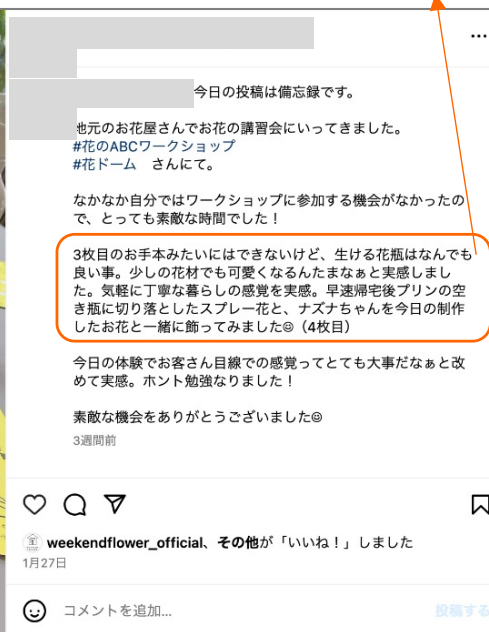 今日の投稿は備忘録です。
地元のお花屋さんでお花の講習会にいってきました。
#花のABCワークショップ
#花ドーム　さんにて。
なかなか自分ではワークショップに参加する機会がなかったの
で、とっても素敵な時間でした！
3枚目のお手本みたいにはできないけど、生ける花瓶はなんでも
良い事。少しの花材でも可愛くなるんたまなぁと実感しまし
た。気軽に丁寧な暮らしの感覚を実感。早速帰宅後プリンの空
き瓶に切り落としたスプレー花と、ナズナちゃんを今日の制作
したお花と一緒に飾ってみました☺（4枚目）
今日の体験でお客さん目線での感覚ってとても大事だなぁと改
めて実感。ホント勉強なりました！
素敵な機会をありがとうございました☺
3週間前
weekendflower_official、その他が「いいね！」しました
1月27日
コメントを追加...
投稿する